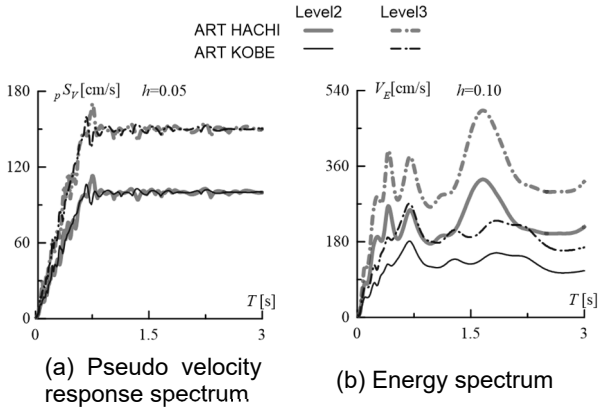 Level2 Level3
ART HACHI
ART KOBE
180 pSV[cm/s] h=0.05
120
60
0
0 1.5 3
T[s]
(a) Pseudo velocity
response spectrum
540 VE[cm/s] h=0.10
360
180
0
0 1.5 3
T[s]
(b) Energy spectrum